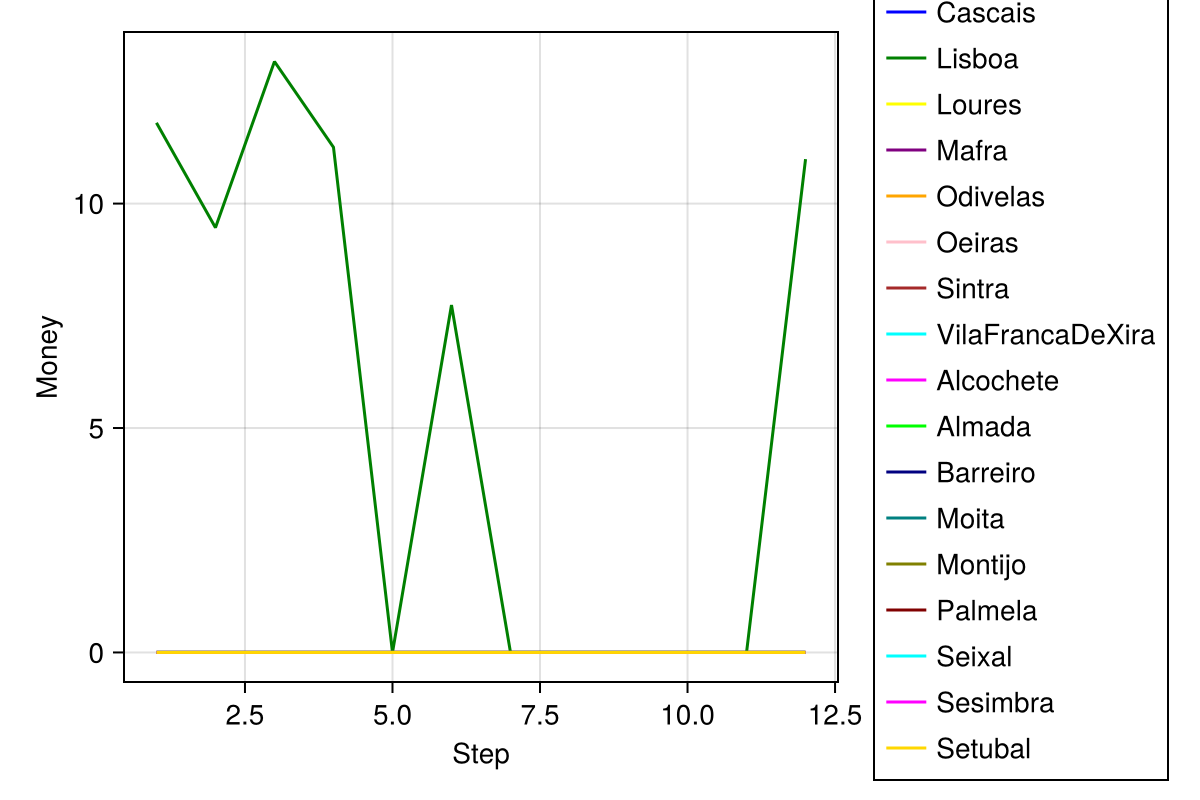 10
5
0
Money
2.5
5.0
7.5
10.0
12.5
Step
Cascais
Lisboa
Loures
Mafra
Odivelas
Oeiras
Sintra
VilaFrancaDeXira
Alcochete
Almada
Barreiro
Moita
Montijo
Palmela
Seixal
Sesimbra
Setubal